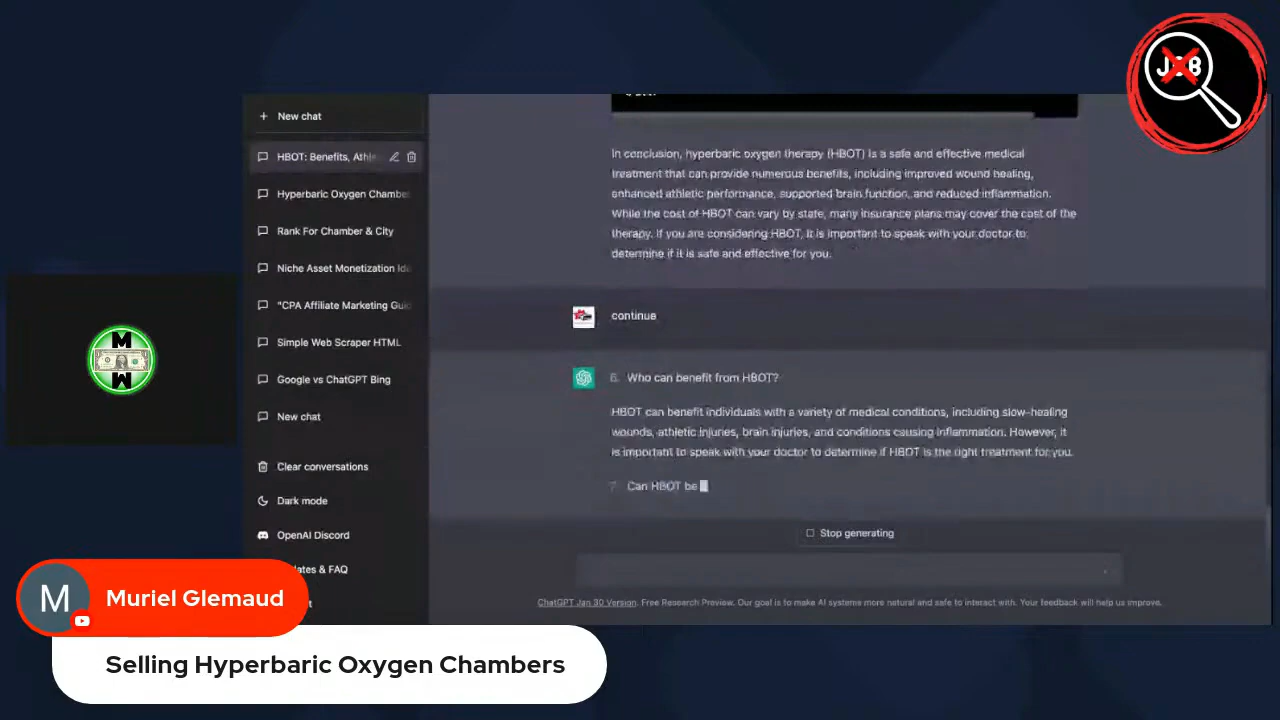 JOB
New chat
HBOT: Benefits, Athle
Hyperbaric Oxygen Chamber
Rank For Chamber & City
Niche Asset Monetization Ide
"CPA Affiliate Marketing Guid
Simple Web Scraper HTML
Google vs ChatGPT Bing
New chat
Clear conversations
Dark mode
OpenAI Discord
dates & FAQ
In conclusion, hyperbaric oxygen therapy (HBOT) is a safe and effective medical
treatment that can provide numerous benefits, including improved wound healing,
enhanced athletic performance, supported brain function, and reduced inflammation.
While the cost of HBOT can vary by state, many insurance plans may cover the cost of the
therapy. If you are considering HBOT, it is important to speak with your doctor to
determine if it is safe and effective for you.
continue
6. Who can benefit from HBOT?
HBOT can benefit individuals with a variety of medical conditions, including slow-healing
wounds, athletic injuries, brain injuries, and conditions causing inflammation. However, it
is important to speak with your doctor to determine if HBOT is the right treatment for you.
7. Can HBOT be
Stop generating
ChatGPT Jan 30 Version. Free Research Preview. Our goal is to make AI systems more natural and safe to interact with. Your feedback will help us improve.
M
M
M
Muriel Glemaud
Selling Hyperbaric Oxygen Chambers